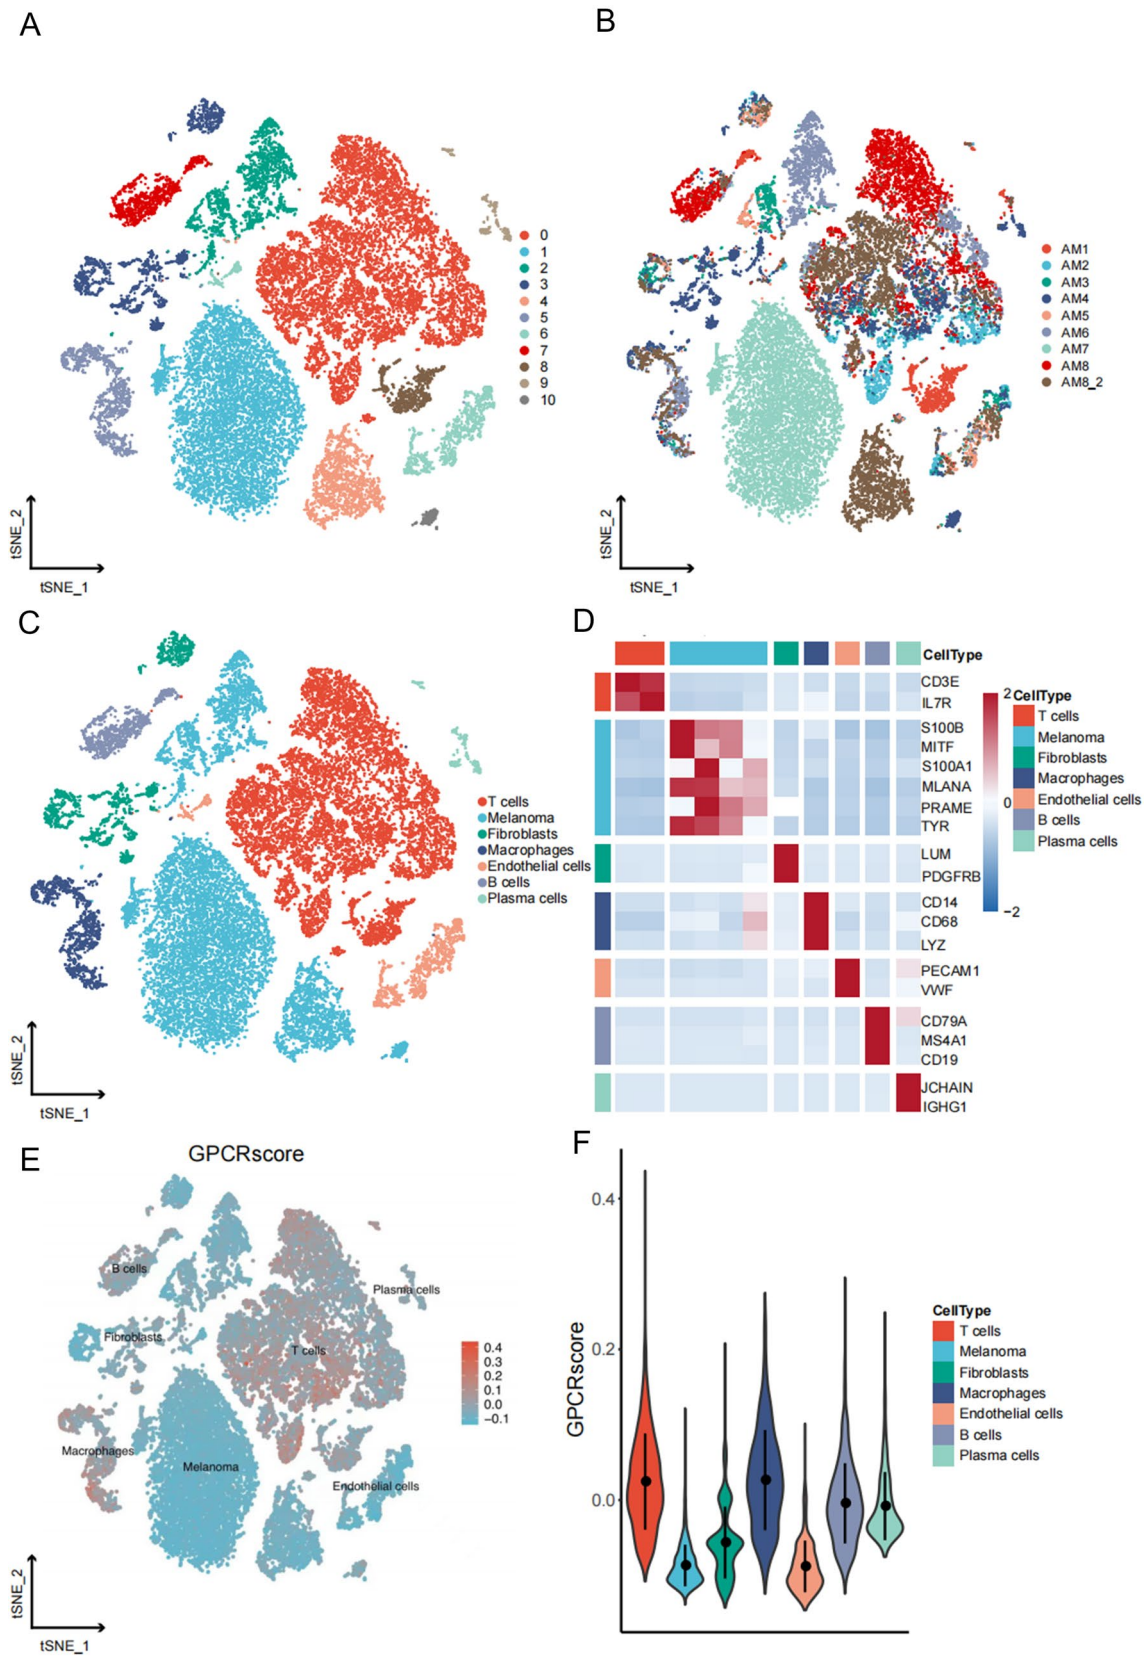 A
0
1
2
3
4
5
6
7
8
9
10
tSNE_2
tSNE_1
B
AM1
AM2
AM3
AM4
AM5
AM6
AM7
AM8
AM8_2
tSNE_2
tSNE_1
C
T cells
Melanoma
Fibroblasts
Macrophages
Endothelial cells
B cells
Plasma cells
tSNE_2
tSNE_1
D
CellType
CD3E
IL7R
S100B
MITF
S100A1
MLANA
PRAME
TYR
LUM
PDGFRB
CD14
CD68
LYZ
PECAM1
VWF
CD79A
MS4A1
CD19
JCHAIN
IGHG1
2
0
−2
CellType
T cells
Melanoma
Fibroblasts
Macrophages
Endothelial cells
B cells
Plasma cells
E
GPCRscore
B cells
Plasma cells
Fibroblasts
T cells
Macrophages
Melanoma
Endothelial cells
0.4
0.3
0.2
0.1
0.0
−0.1
tSNE_2
tSNE_1
F
GPCRscore
0.4
0.2
0.0
CellType
T cells
Melanoma
Fibroblasts
Macrophages
Endothelial cells
B cells
Plasma cells